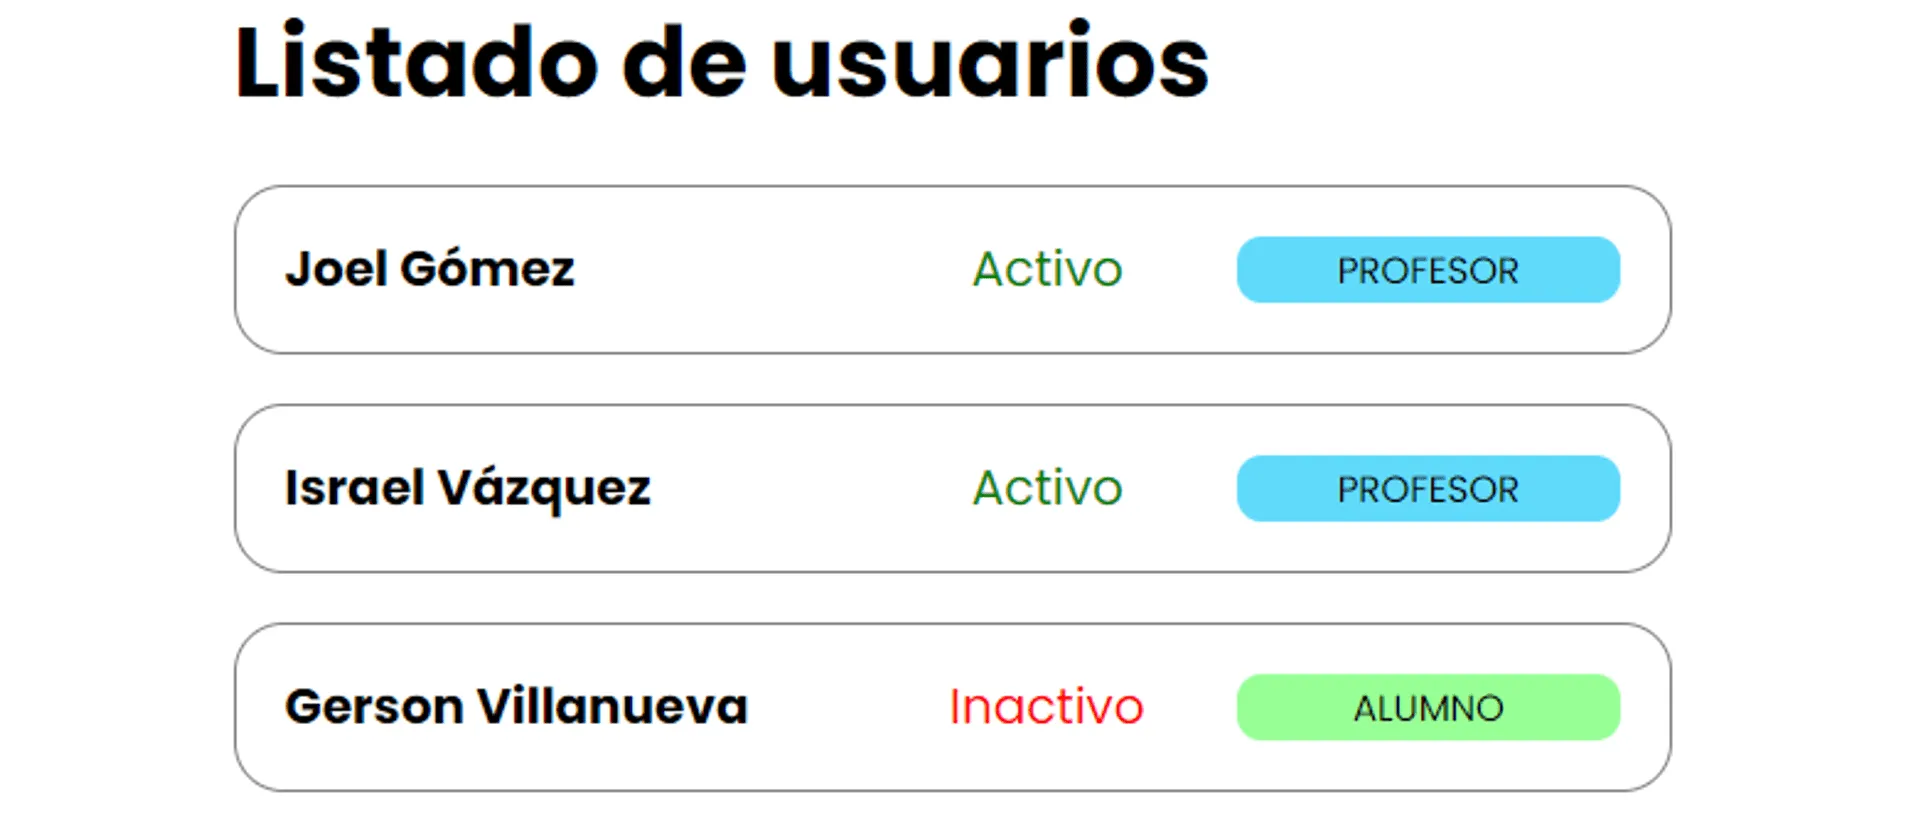 Listado de usuarios
Joel Gómez Activo PROFESOR
Israel Vázquez Activo PROFESOR
Gerson Villanueva Inactivo ALUMNO